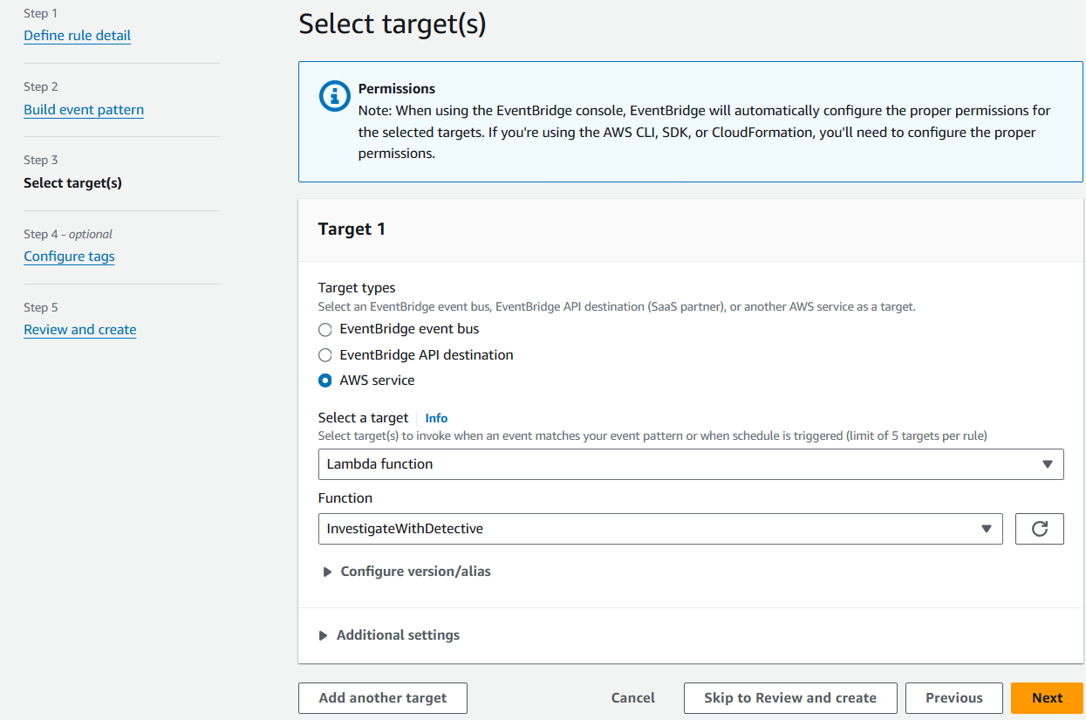 Step 1
Define rule detail
Step 2
Build event pattern
Step 3
Select target(s)
Step 4 - optional
Configure tags
Step 5
Review and create
Select target(s)
Permissions
Note: When using the EventBridge console, EventBridge will automatically configure the proper permissions for
the selected targets. If you're using the AWS CLI, SDK, or CloudFormation, you'll need to configure the proper
permissions.
Target 1
Target types
Select an EventBridge event bus, EventBridge API destination (SaaS partner), or another AWS service as a target.
EventBridge event bus
EventBridge API destination
AWS service
Select a target Info
Select target(s) to invoke when an event matches your event pattern or when schedule is triggered (limit of 5 targets per rule)
Lambda function
Function
InvestigateWithDetective
Configure version/alias
Additional settings
Add another target Cancel Skip to Review and create Previous Next